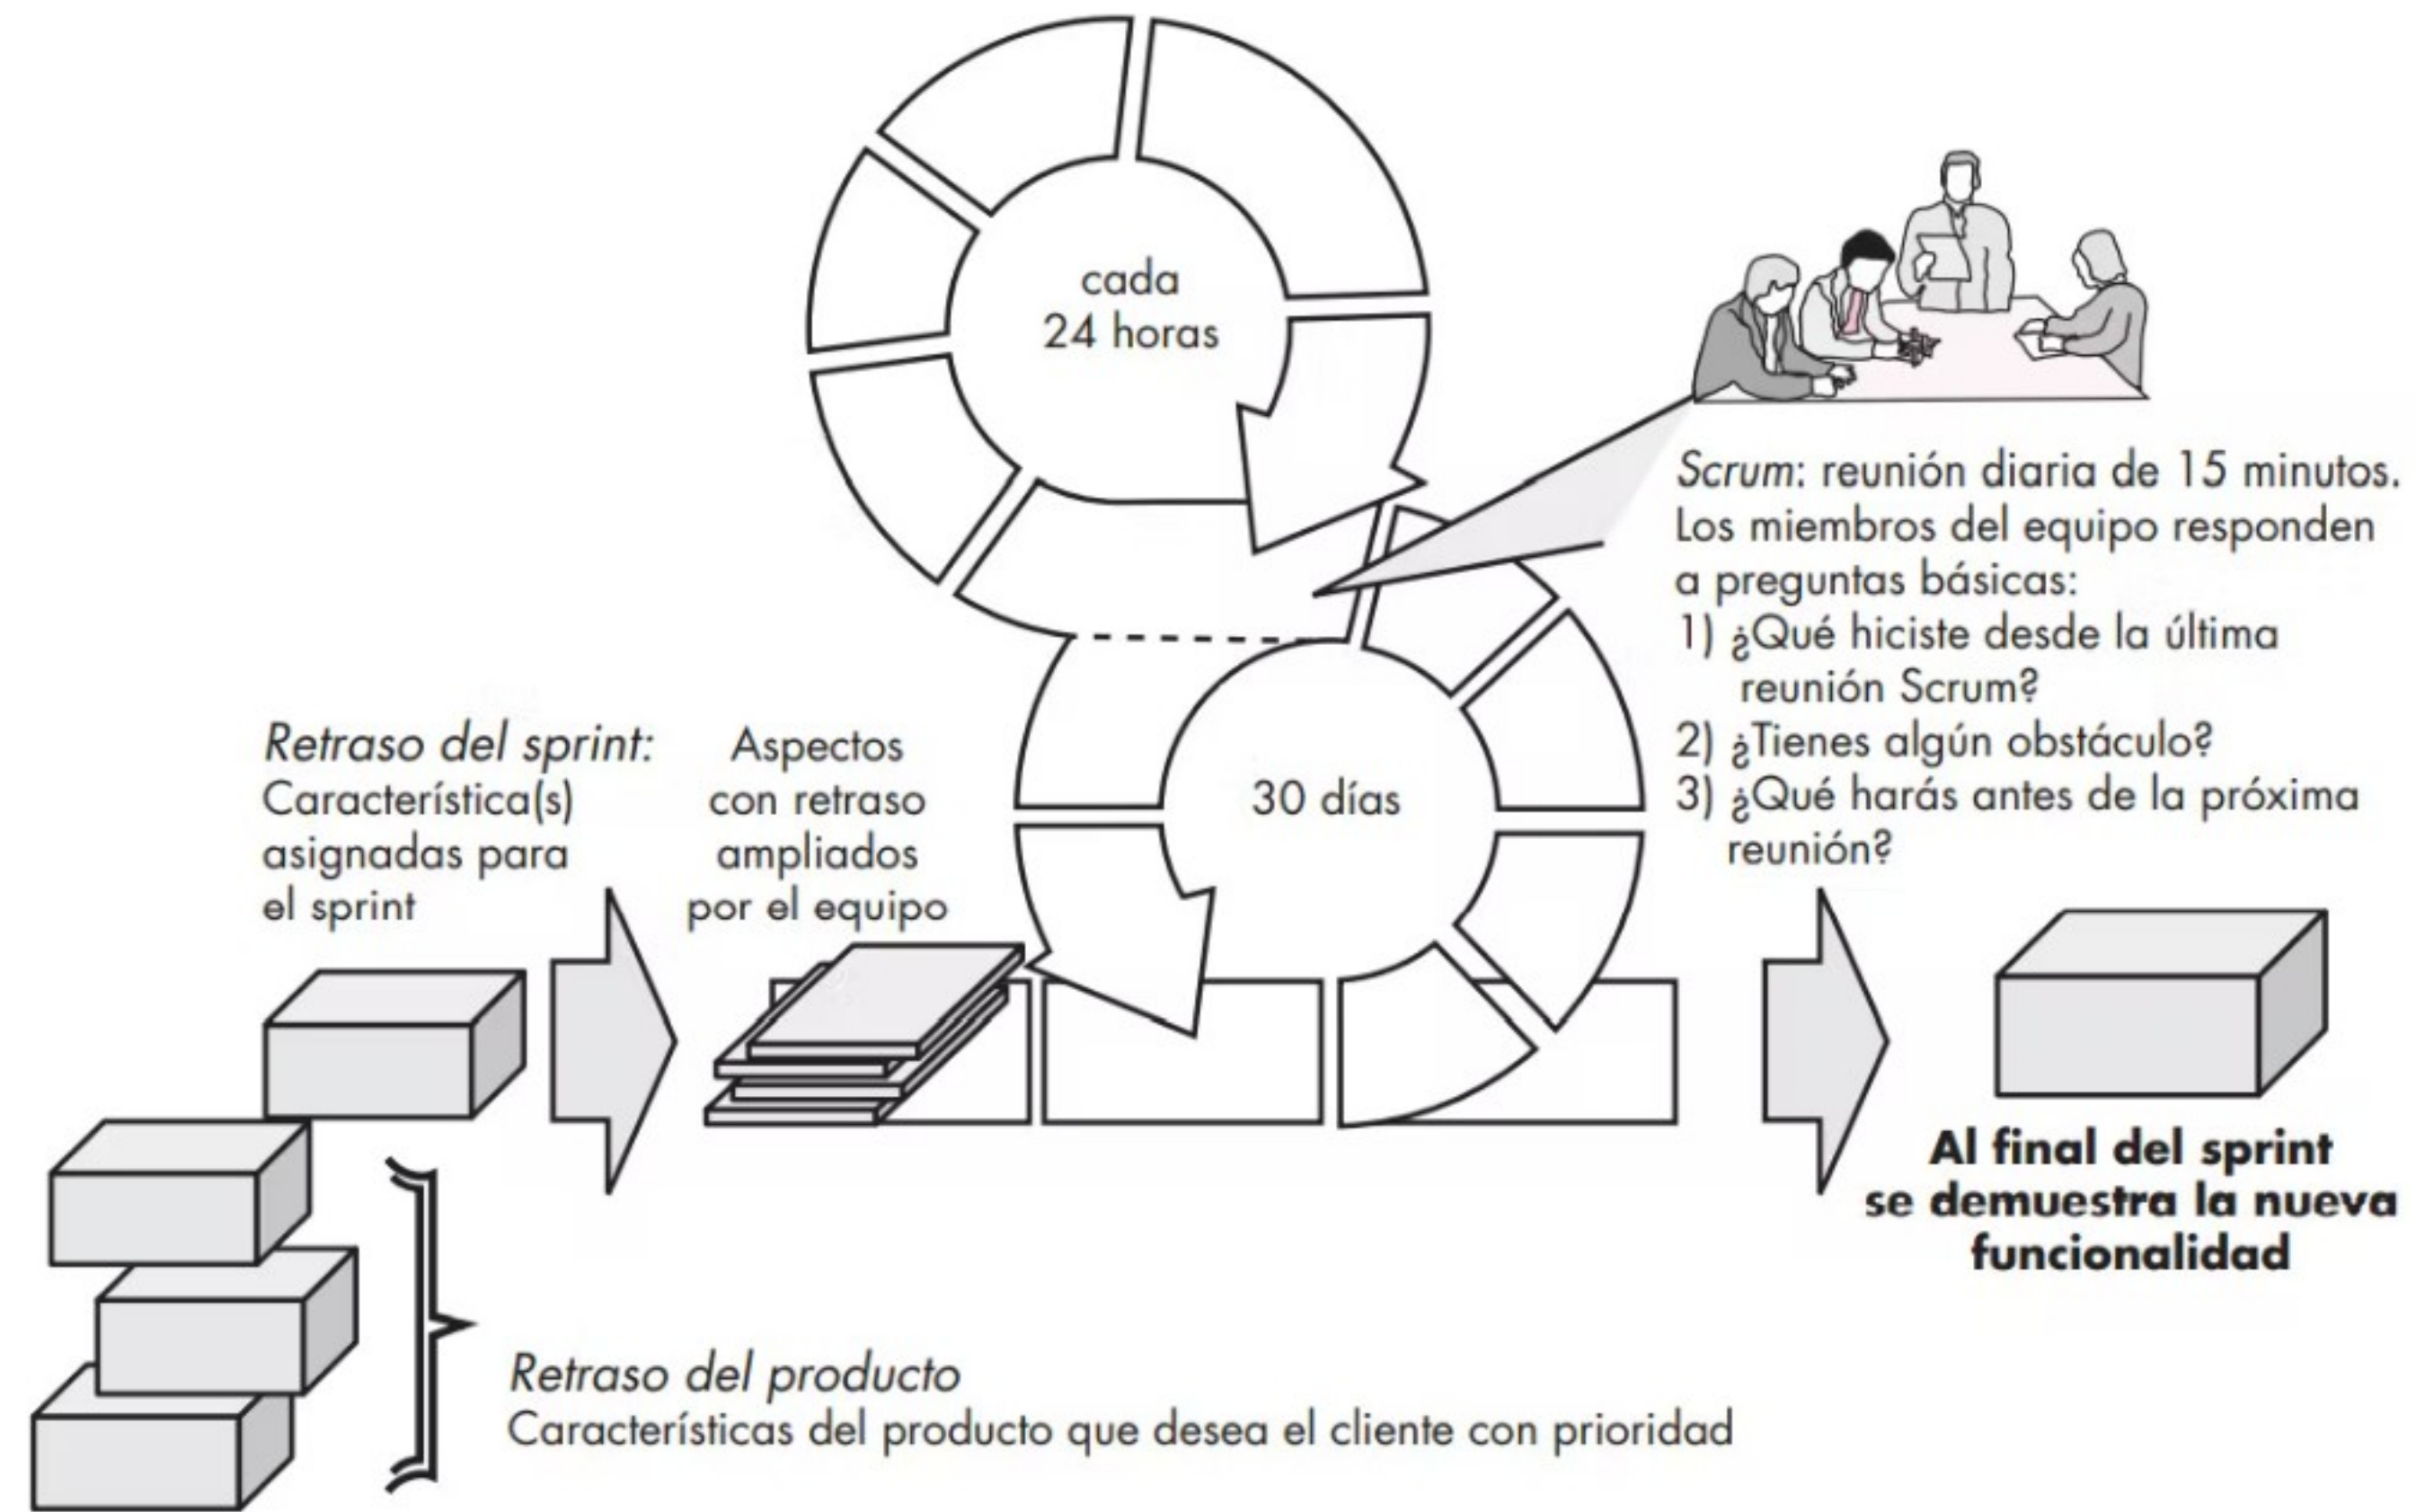 cada
24 horas
Scrum: reunión diaria de 15 minutos.
Los miembros del equipo responden
a preguntas básicas:
1) ¿Qué hiciste desde la última
reunión Scrum?
2) ¿Tienes algún obstáculo?
3) ¿Qué harás antes de la próxima
reunión?
Retraso del sprint:
Característica(s)
asignadas para
el sprint
Aspectos
con retraso
ampliados
por el equipo
30 días
Al final del sprint
se demuestra la nueva
funcionalidad
Retraso del producto
Características del producto que desea el cliente con prioridad